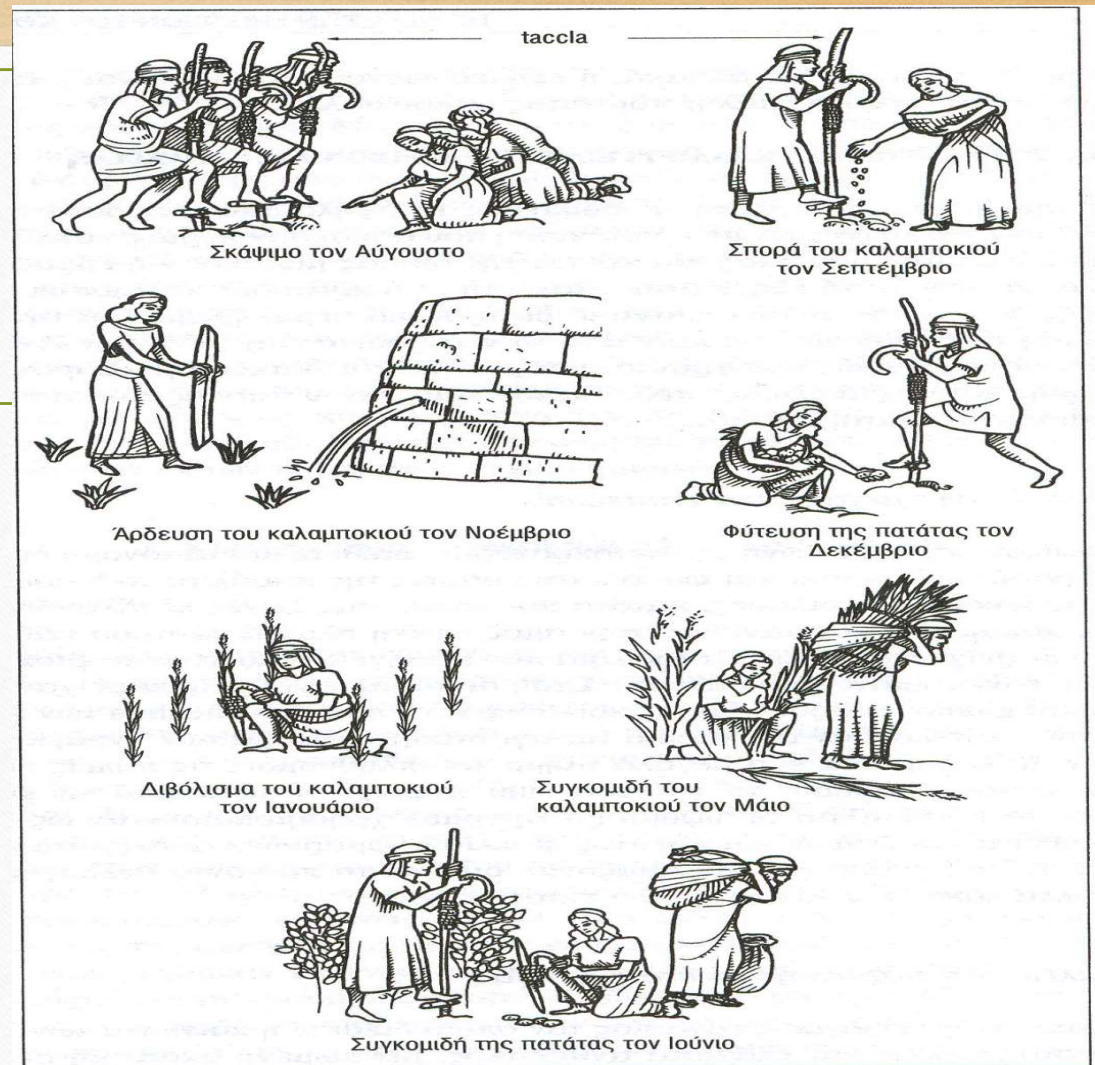 taccla
Σκάψιμο τον Αύγουστο
Σπορά του καλαμποκιού
τον Σεπτέμβριο
Άρδευση του καλαμποκιού τον Νοέμβριο
Φύτευση της πατάτας τον
Δεκέμβριο
Διβόλισμα του καλαμποκιού
τον Ιανουάριο
Συγκομιδή του
καλαμποκιού τον Μάιο
Συγκομιδή της πατάτας τον Ιούνιο